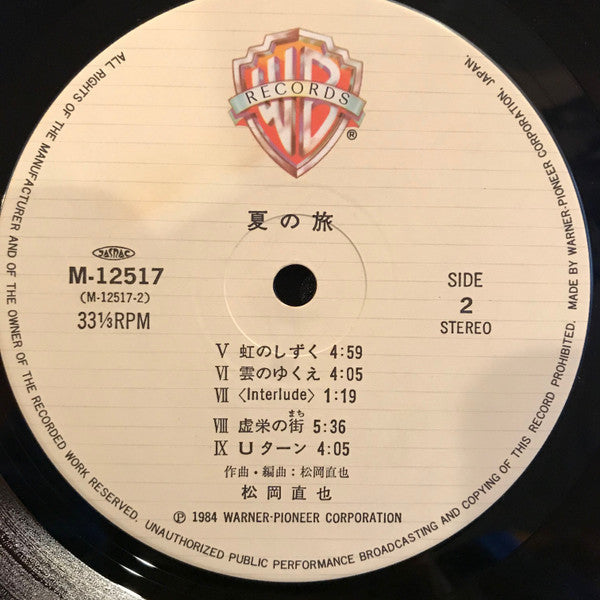 WB
RECORDS
®
夏の旅
JASRAC
M-12517
(M-12517-2)
33⅓RPM
SIDE
2
STEREO
Ⅴ 虹のしずく 4:59
Ⅵ 雲のゆくえ 4:05
Ⅶ 〈Interlude〉 1:19
まち
Ⅷ 虚栄の街 5:36
Ⅸ Uターン 4:05
作曲・編曲：松岡直也
松岡直也
Ⓟ 1984 WARNER-PIONEER CORPORATION
ALL RIGHTS OF THE MANUFACTURER AND OF THE OWNER OF THE RECORDED WORK RESERVED. UNAUTHORIZED PUBLIC PERFORMANCE BROADCASTING AND COPYING OF THIS RECORD PROHIBITED. MADE BY WARNER-PIONEER CORPORATION, JAPAN.